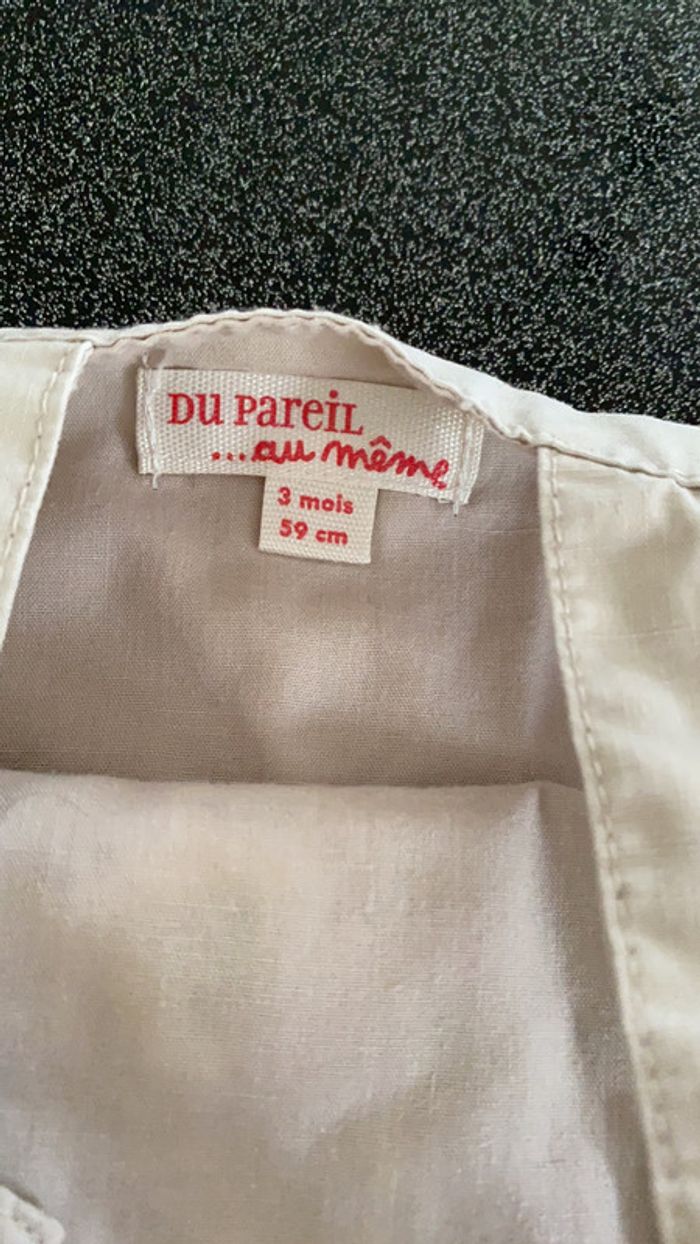 DU PAREIL
...au même
3 mois
59 cm